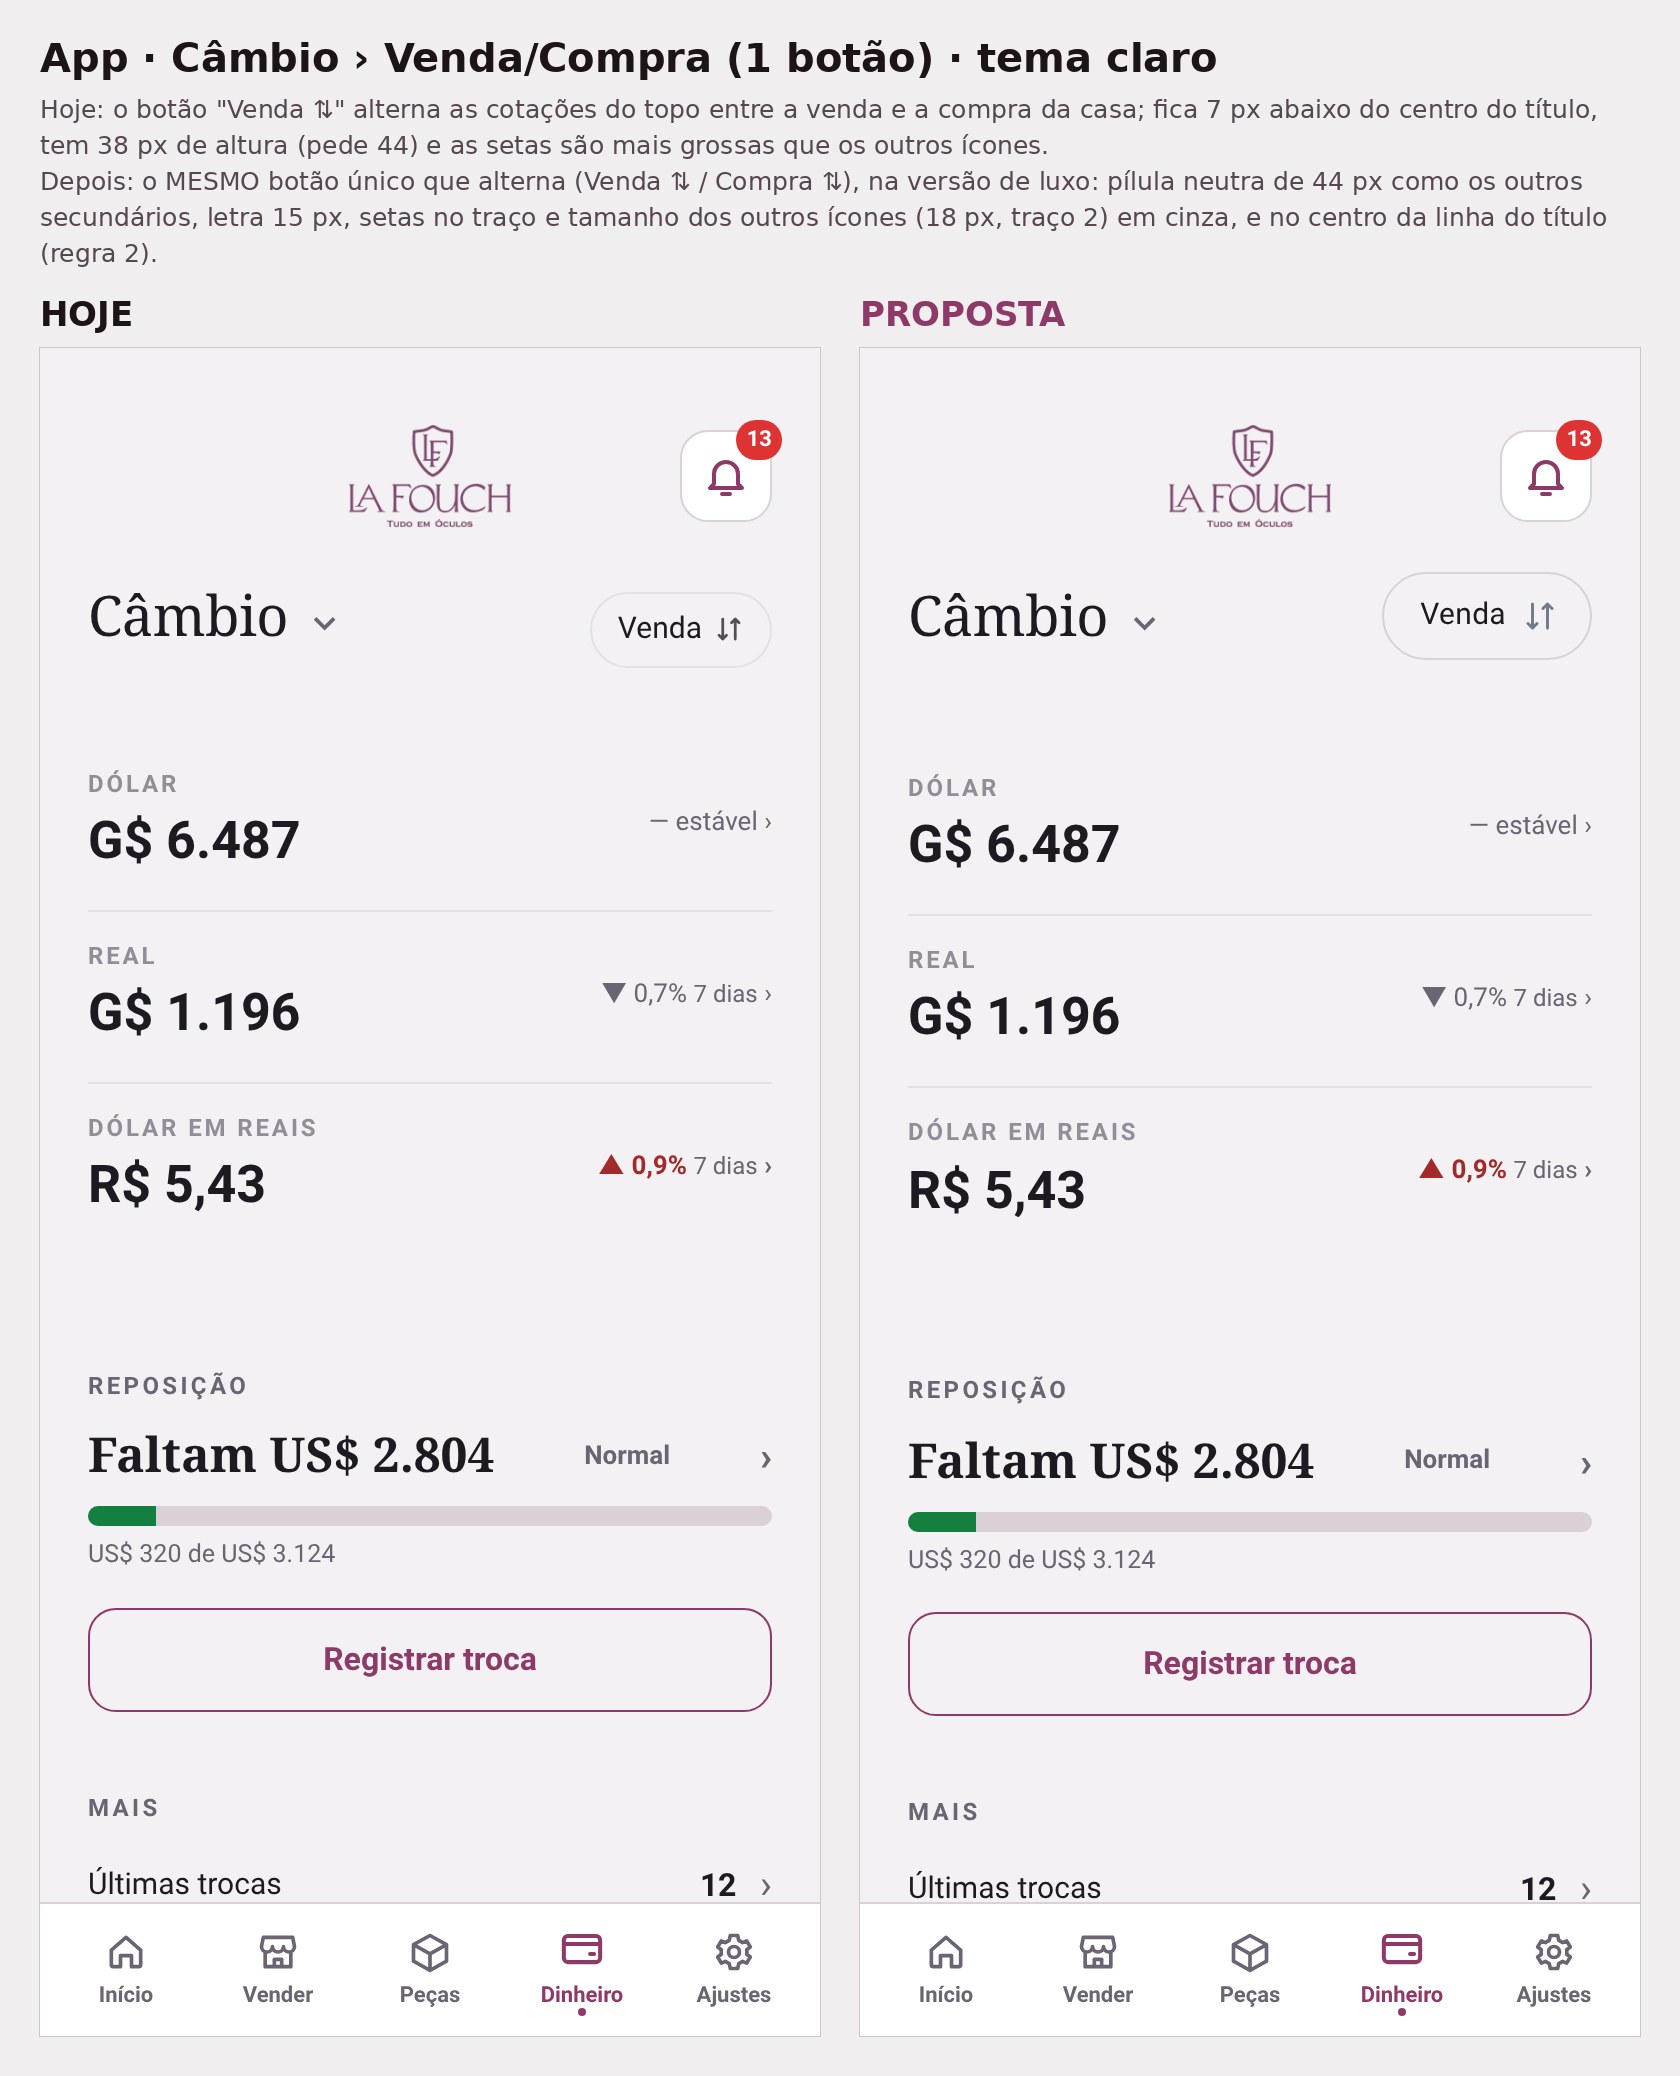 App · Câmbio › Venda/Compra (1 botão) · tema claro
Hoje: o botão "Venda ⇅" alterna as cotações do topo entre a venda e a compra da casa; fica 7 px abaixo do centro do título,
tem 38 px de altura (pede 44) e as setas são mais grossas que os outros ícones.
Depois: o MESMO botão único que alterna (Venda ⇅ / Compra ⇅), na versão de luxo: pílula neutra de 44 px como os outros
secundários, letra 15 px, setas no traço e tamanho dos outros ícones (18 px, traço 2) em cinza, e no centro da linha do título
(regra 2).
HOJE
LF
LA FOUCH
TUDO EM ÓCULOS
13
Câmbio
Venda
DÓLAR
G$ 6.487
— estável ›
REAL
G$ 1.196
▼ 0,7% 7 dias ›
DÓLAR EM REAIS
R$ 5,43
▲ 0,9% 7 dias ›
REPOSIÇÃO
Faltam US$ 2.804 Normal ›
US$ 320 de US$ 3.124
Registrar troca
MAIS
Últimas trocas 12 ›
Início Vender Peças Dinheiro Ajustes
PROPOSTA
LF
LA FOUCH
TUDO EM ÓCULOS
13
Câmbio
Venda
DÓLAR
G$ 6.487
— estável ›
REAL
G$ 1.196
▼ 0,7% 7 dias ›
DÓLAR EM REAIS
R$ 5,43
▲ 0,9% 7 dias ›
REPOSIÇÃO
Faltam US$ 2.804 Normal ›
US$ 320 de US$ 3.124
Registrar troca
MAIS
Últimas trocas 12 ›
Início Vender Peças Dinheiro Ajustes